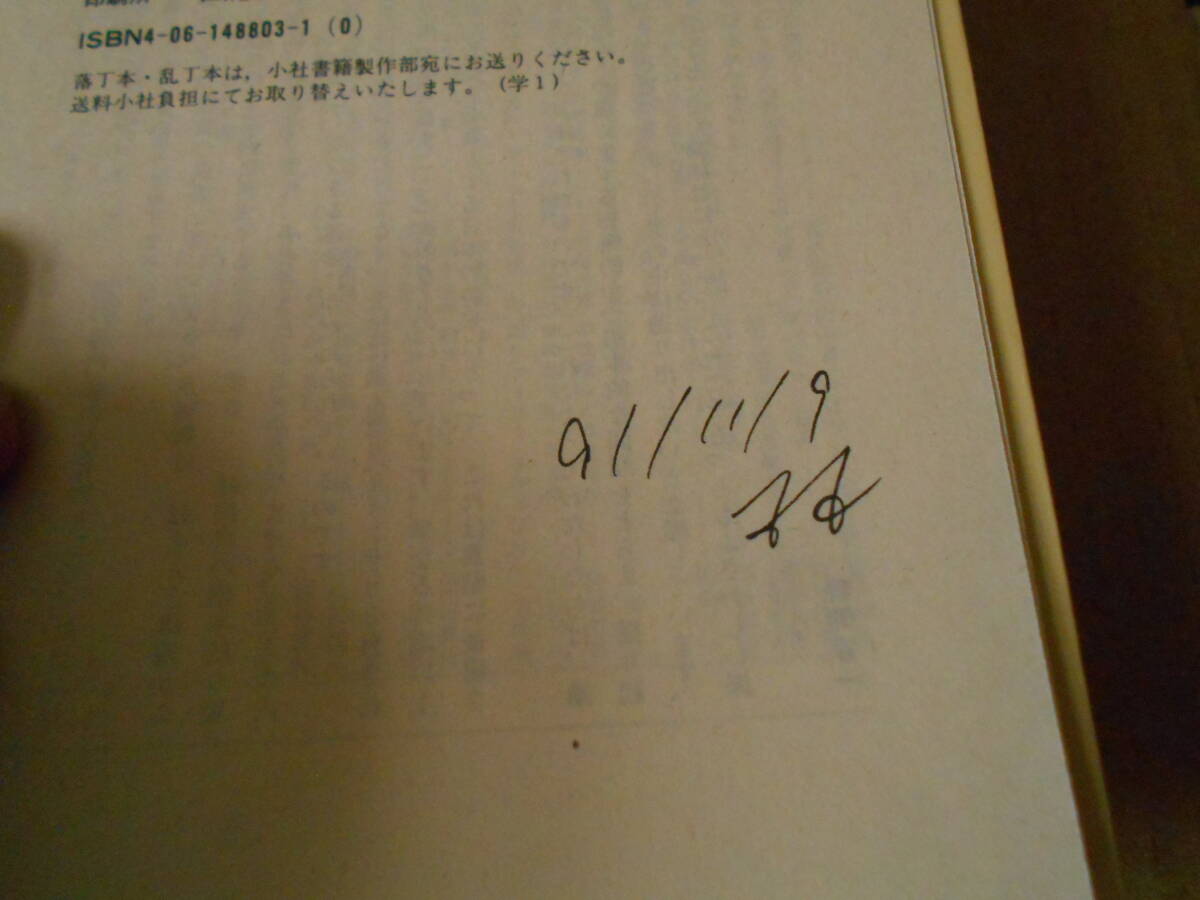 ISBN4-06-148803-1 (0)
落丁本・乱丁本は,小社書籍製作部宛にお送りください。
送料小社負担にてお取り替えいたします。 (学1)
91/11/9